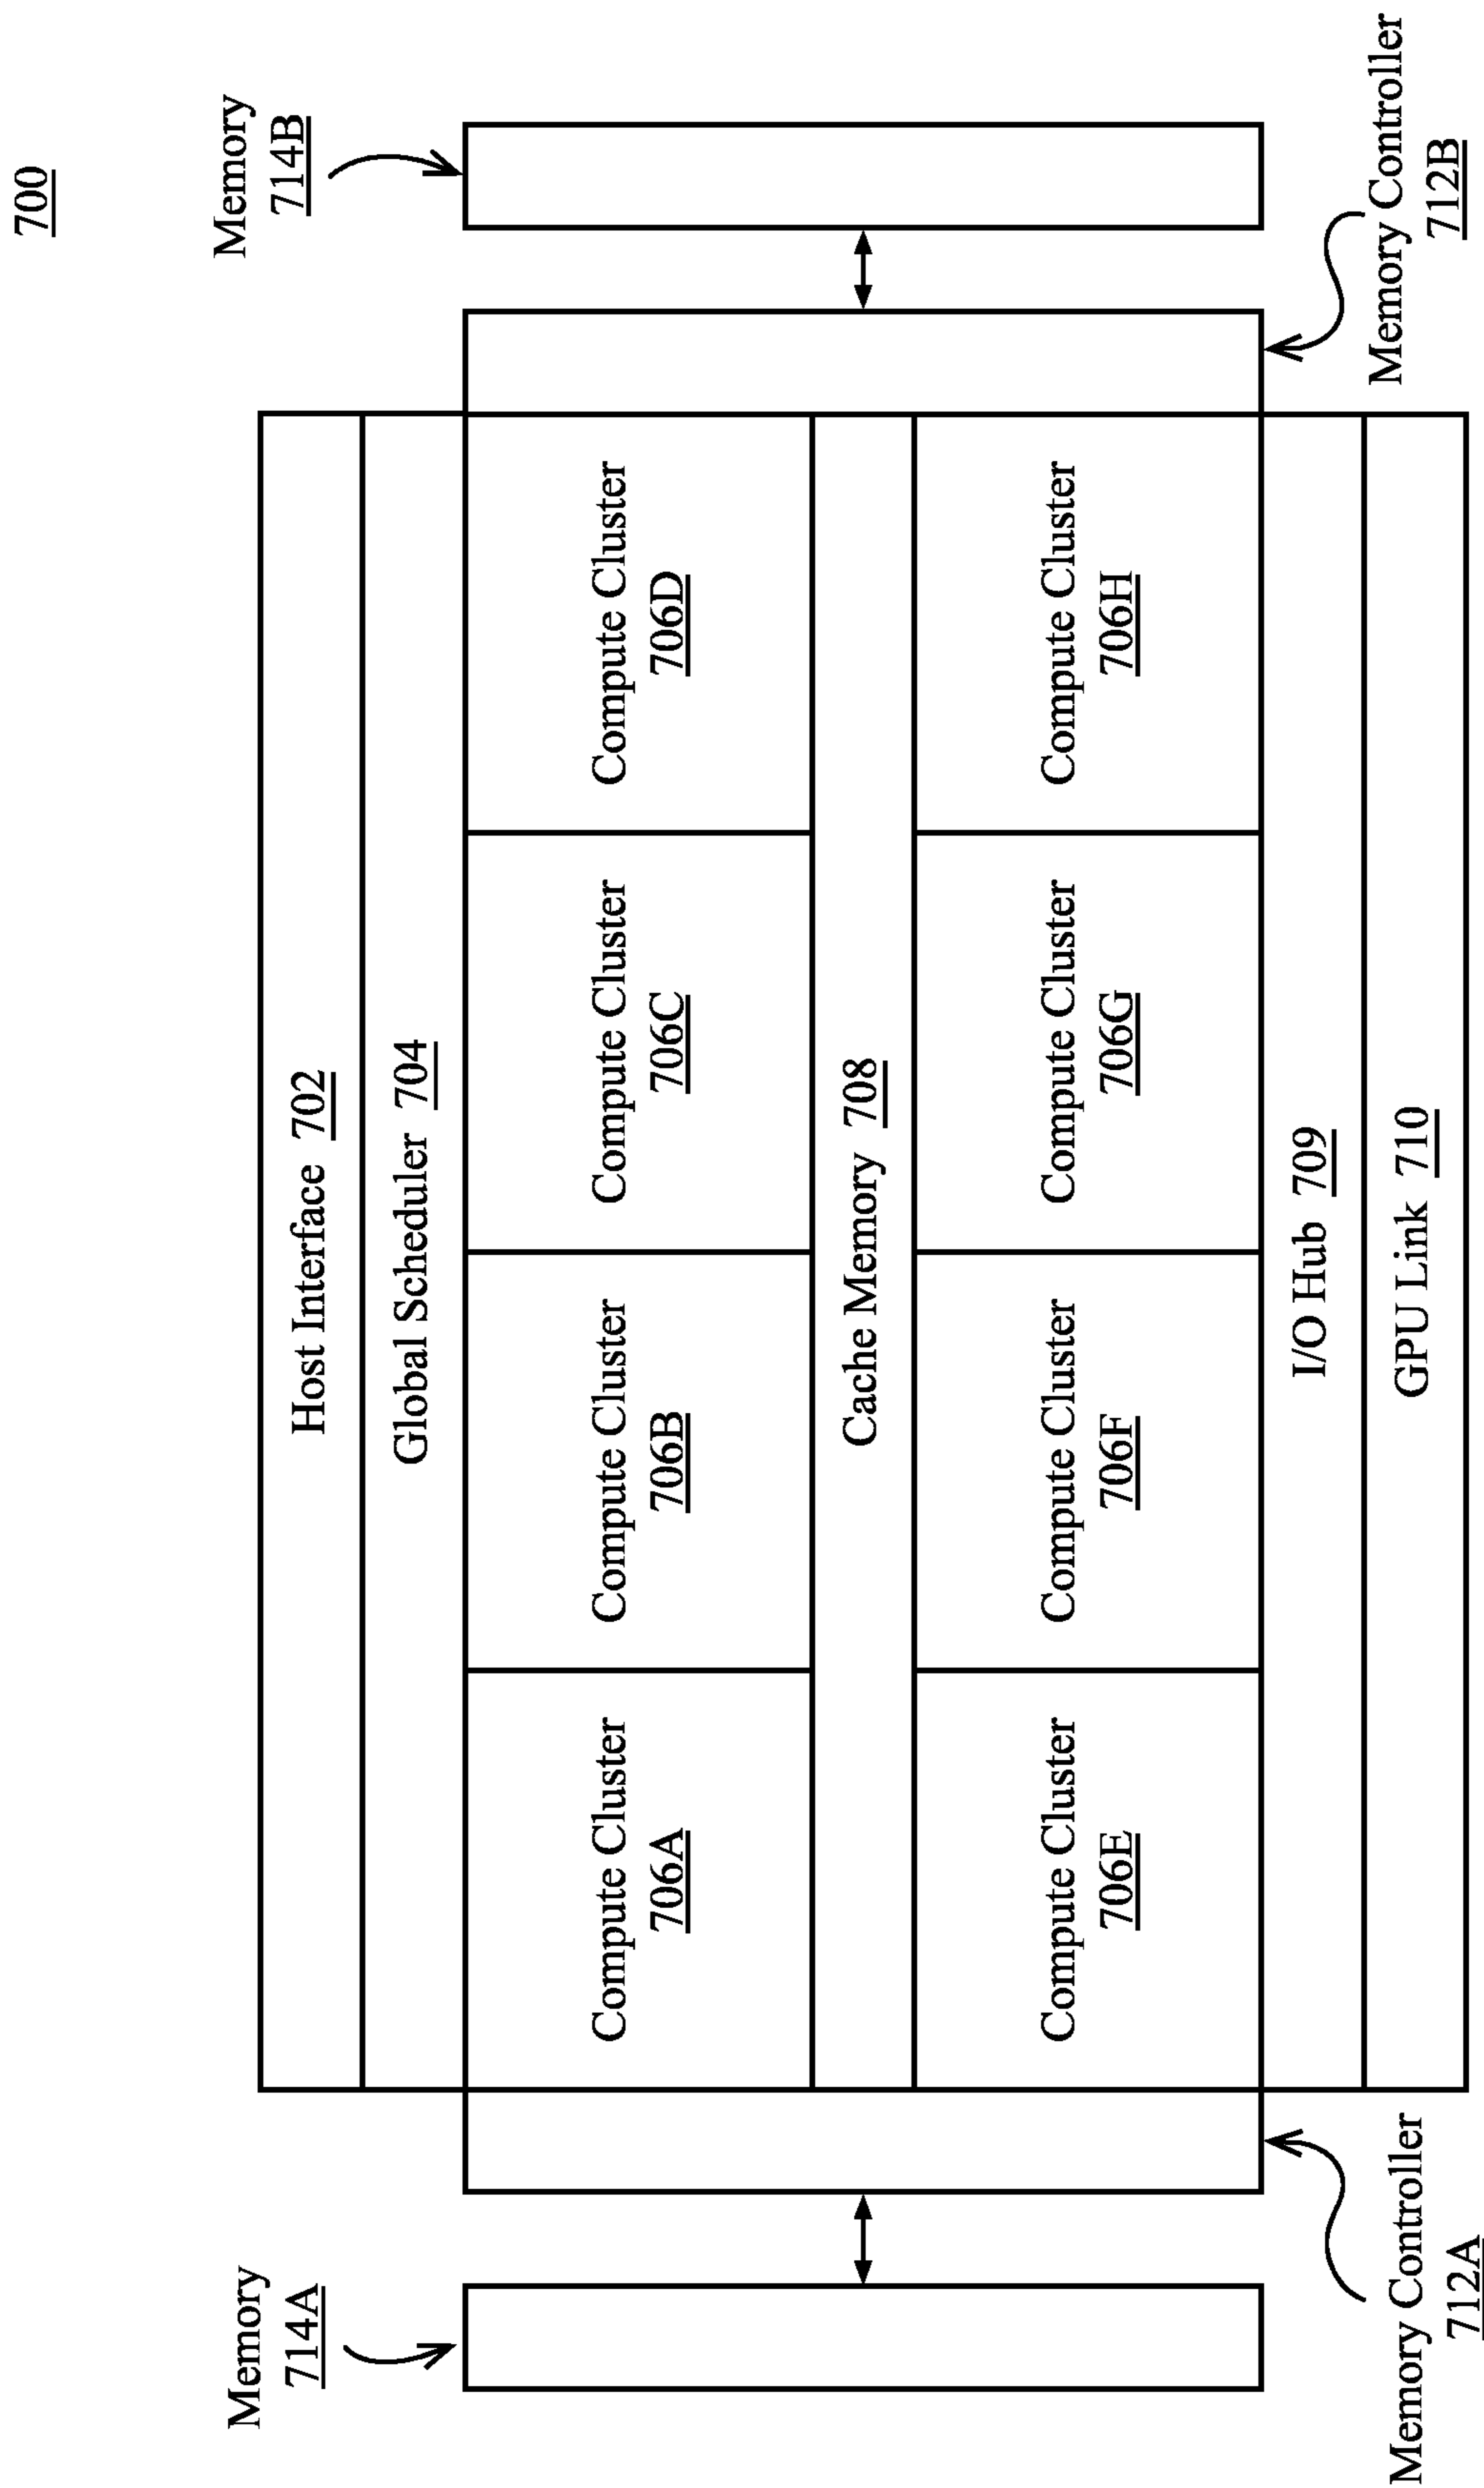 700
Host Interface 702
Global Scheduler 704
Memory
714A
Memory
714B
Compute Cluster
706A
Compute Cluster
706B
Compute Cluster
706C
Compute Cluster
706D
Cache Memory 708
Compute Cluster
706E
Compute Cluster
706F
Compute Cluster
706G
Compute Cluster
706H
I/O Hub 709
GPU Link 710
Memory Controller
712A
Memory Controller
712B